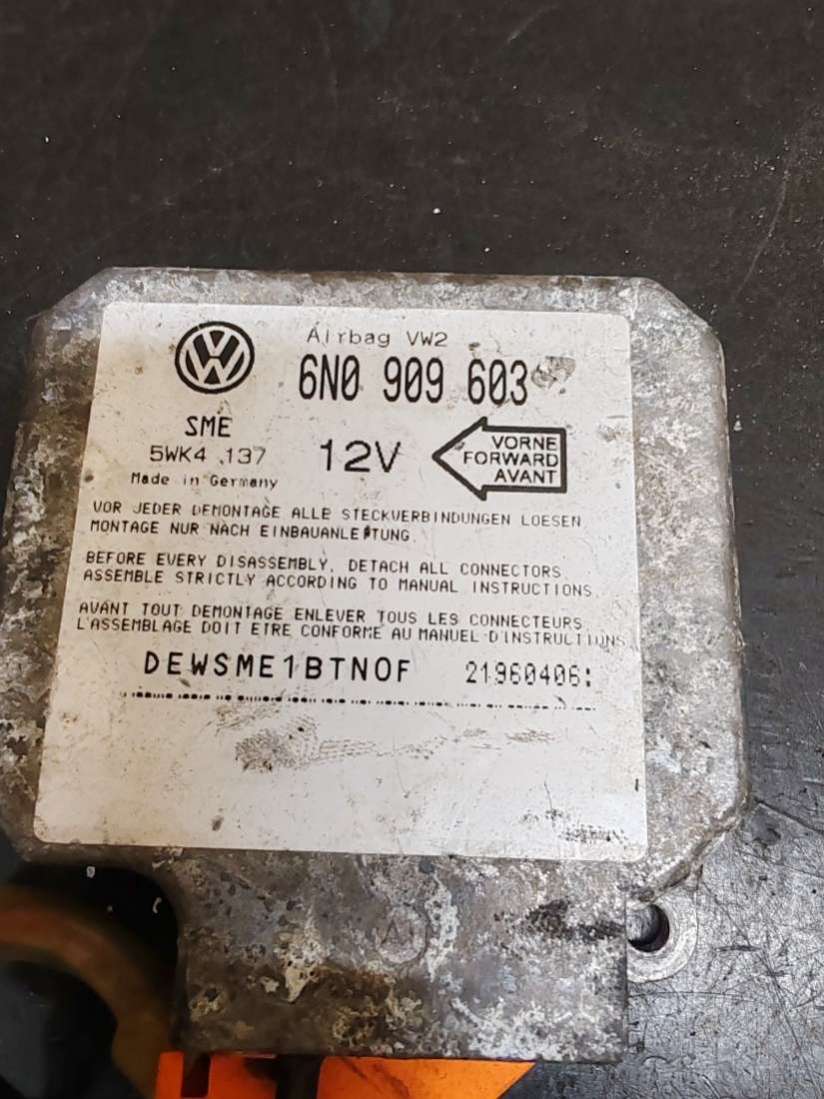 Airbag VW2
6N0 909 603
SME
5WK4 137
Made in Germany
12V
VORNE
FORWARD
AVANT
VOR JEDER DEMONTAGE ALLE STECKVERBINDUNGEN LOESEN
MONTAGE NUR NACH EINBAUANLEITUNG.
BEFORE EVERY DISASSEMBLY, DETACH ALL CONNECTORS
ASSEMBLE STRICTLY ACCORDING TO MANUAL INSTRUCTIONS.
AVANT TOUT DEMONTAGE ENLEVER TOUS LES CONNECTEURS
L'ASSEMBLAGE DOIT ETRE CONFORME AU MANUEL D'INSTRUCTIONS
DEWSME1BTNOF 21960406: